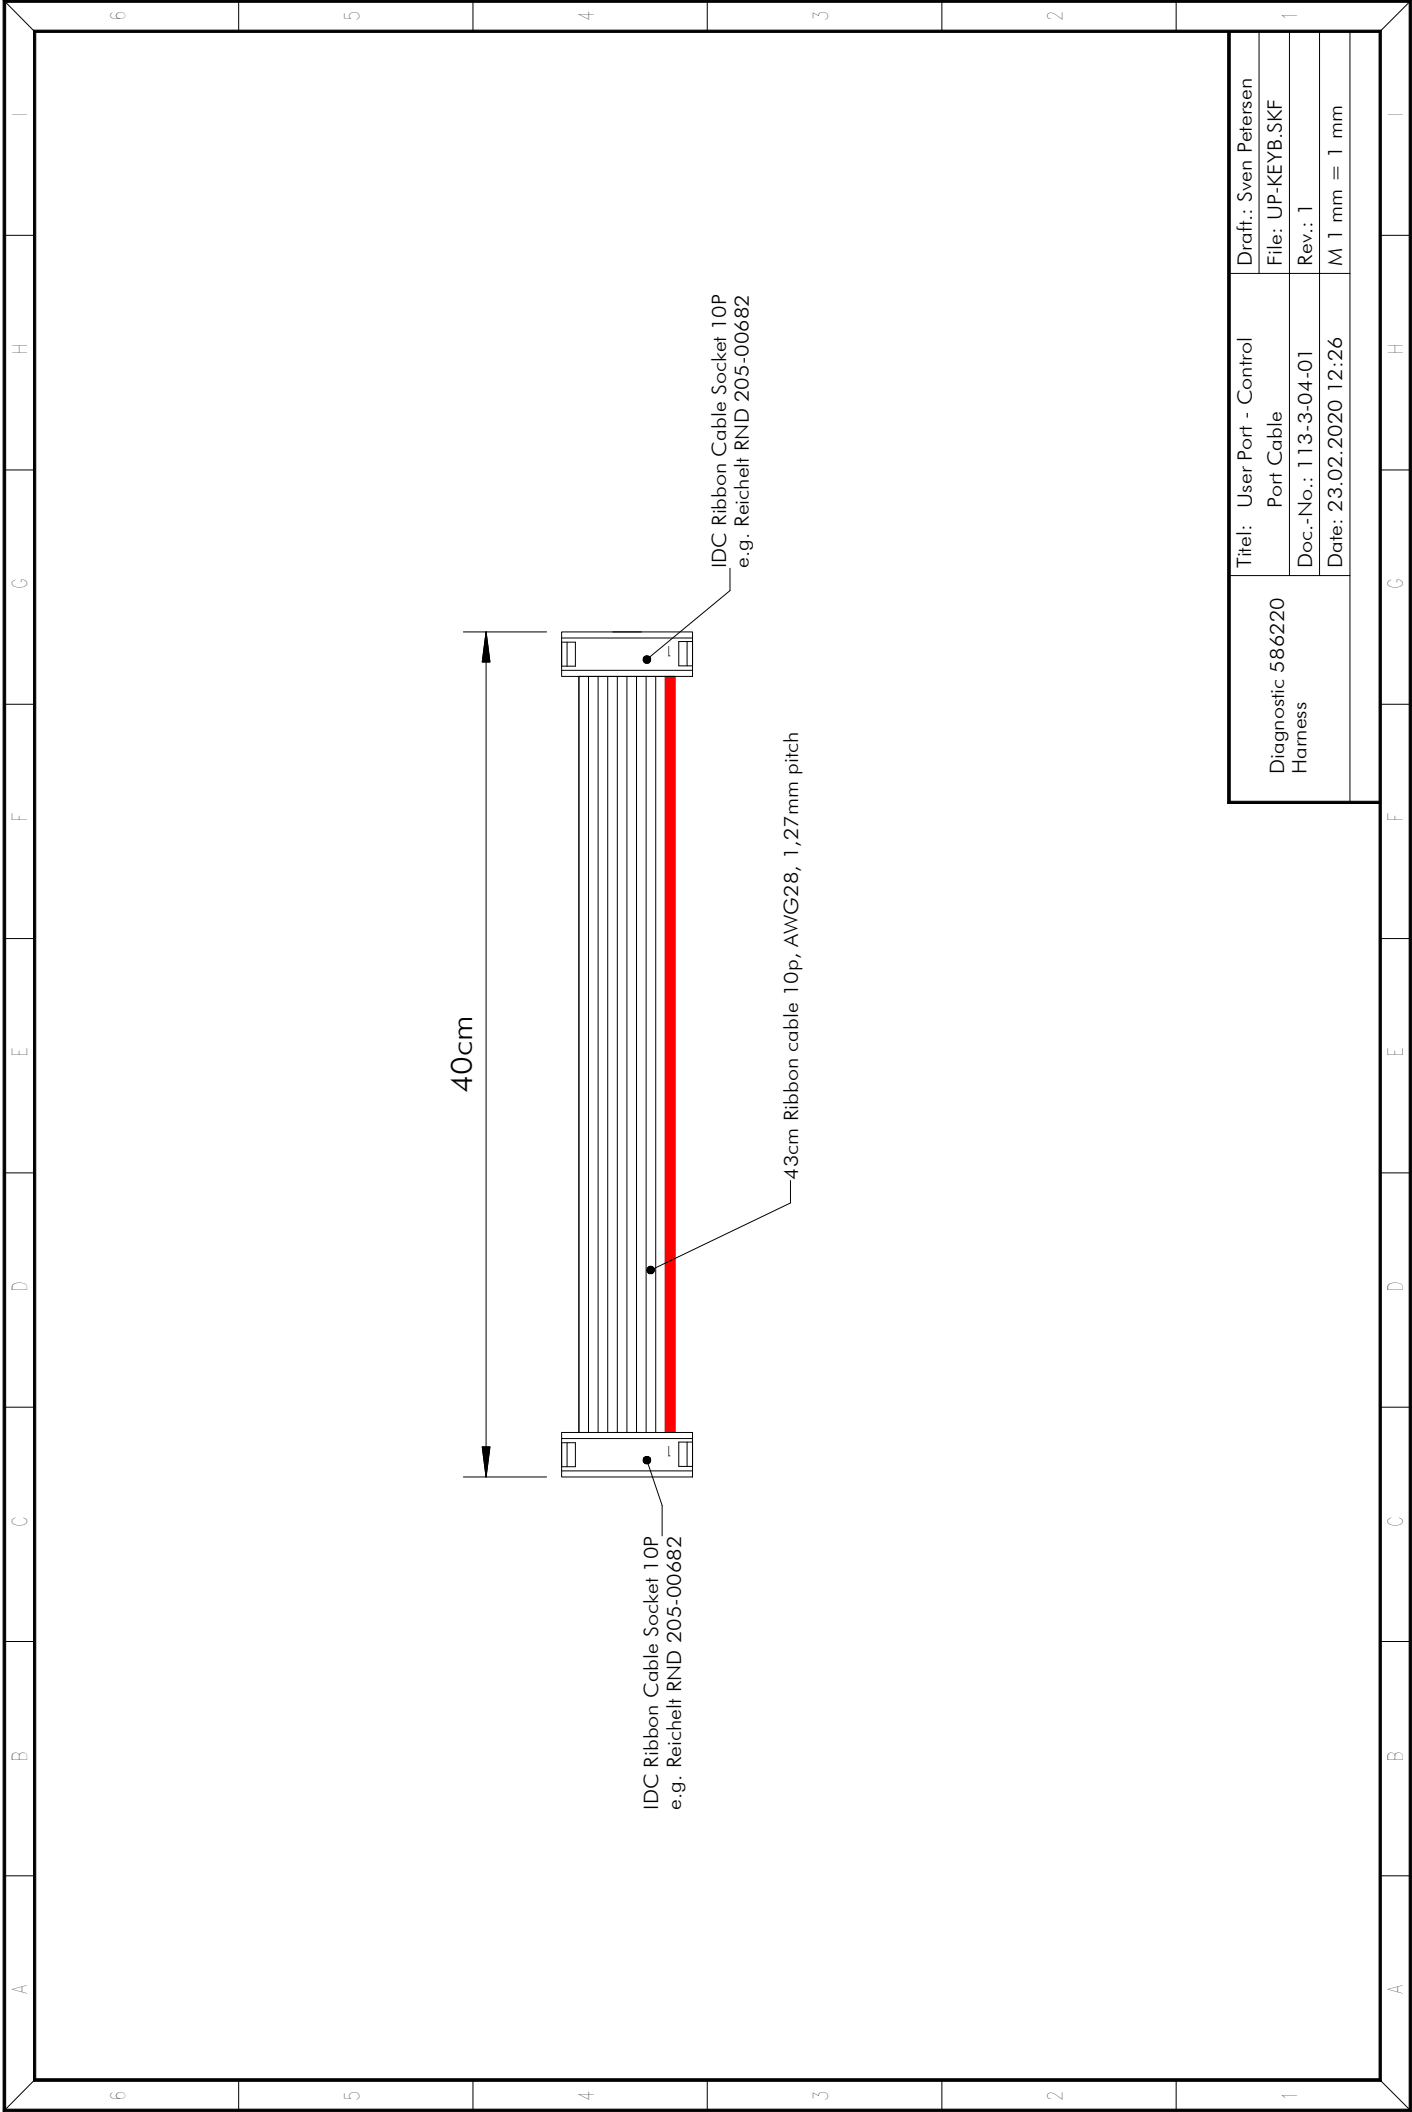 6 5 4 3 2 1
A B C D E F G H I
40cm
IDC Ribbon Cable Socket 10P
e.g. Reichelt RND 205-00682
1
1
IDC Ribbon Cable Socket 10P
e.g. Reichelt RND 205-00682
43cm Ribbon cable 10p, AWG28, 1,27mm pitch
Diagnostic 586220
Harness
Titel: User Port - Control
Port Cable
Doc.-No.: 113-3-04-01
Date: 23.02.2020 12:26
Draft.: Sven Petersen
File: UP-KEYB.SKF
Rev.: 1
M 1 mm = 1 mm
A B C D E F G H I
6 5 4 3 2 1